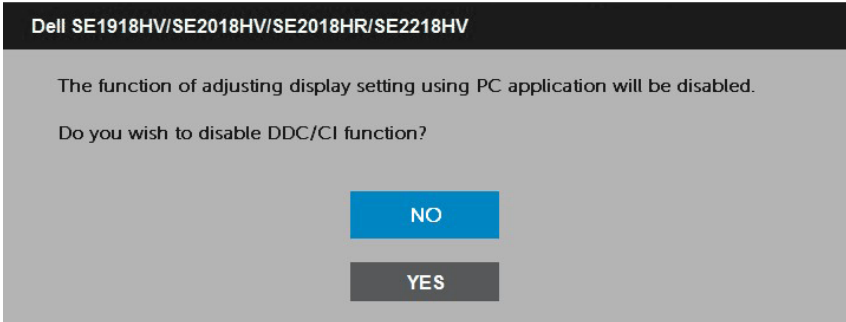 Dell SE1918HV/SE2018HV/SE2018HR/SE2218HV
The function of adjusting display setting using PC application will be disabled.
Do you wish to disable DDC/CI function?
NO
YES